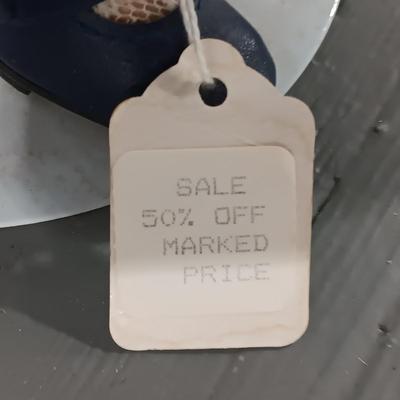 SALE
50% OFF
MARKED
PRICE